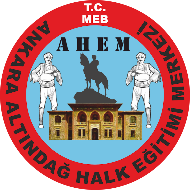 T.C.
MEB
ANKARA ALTINDAĞ HALK EĞİTİMİ MERKEZİ
AHEM